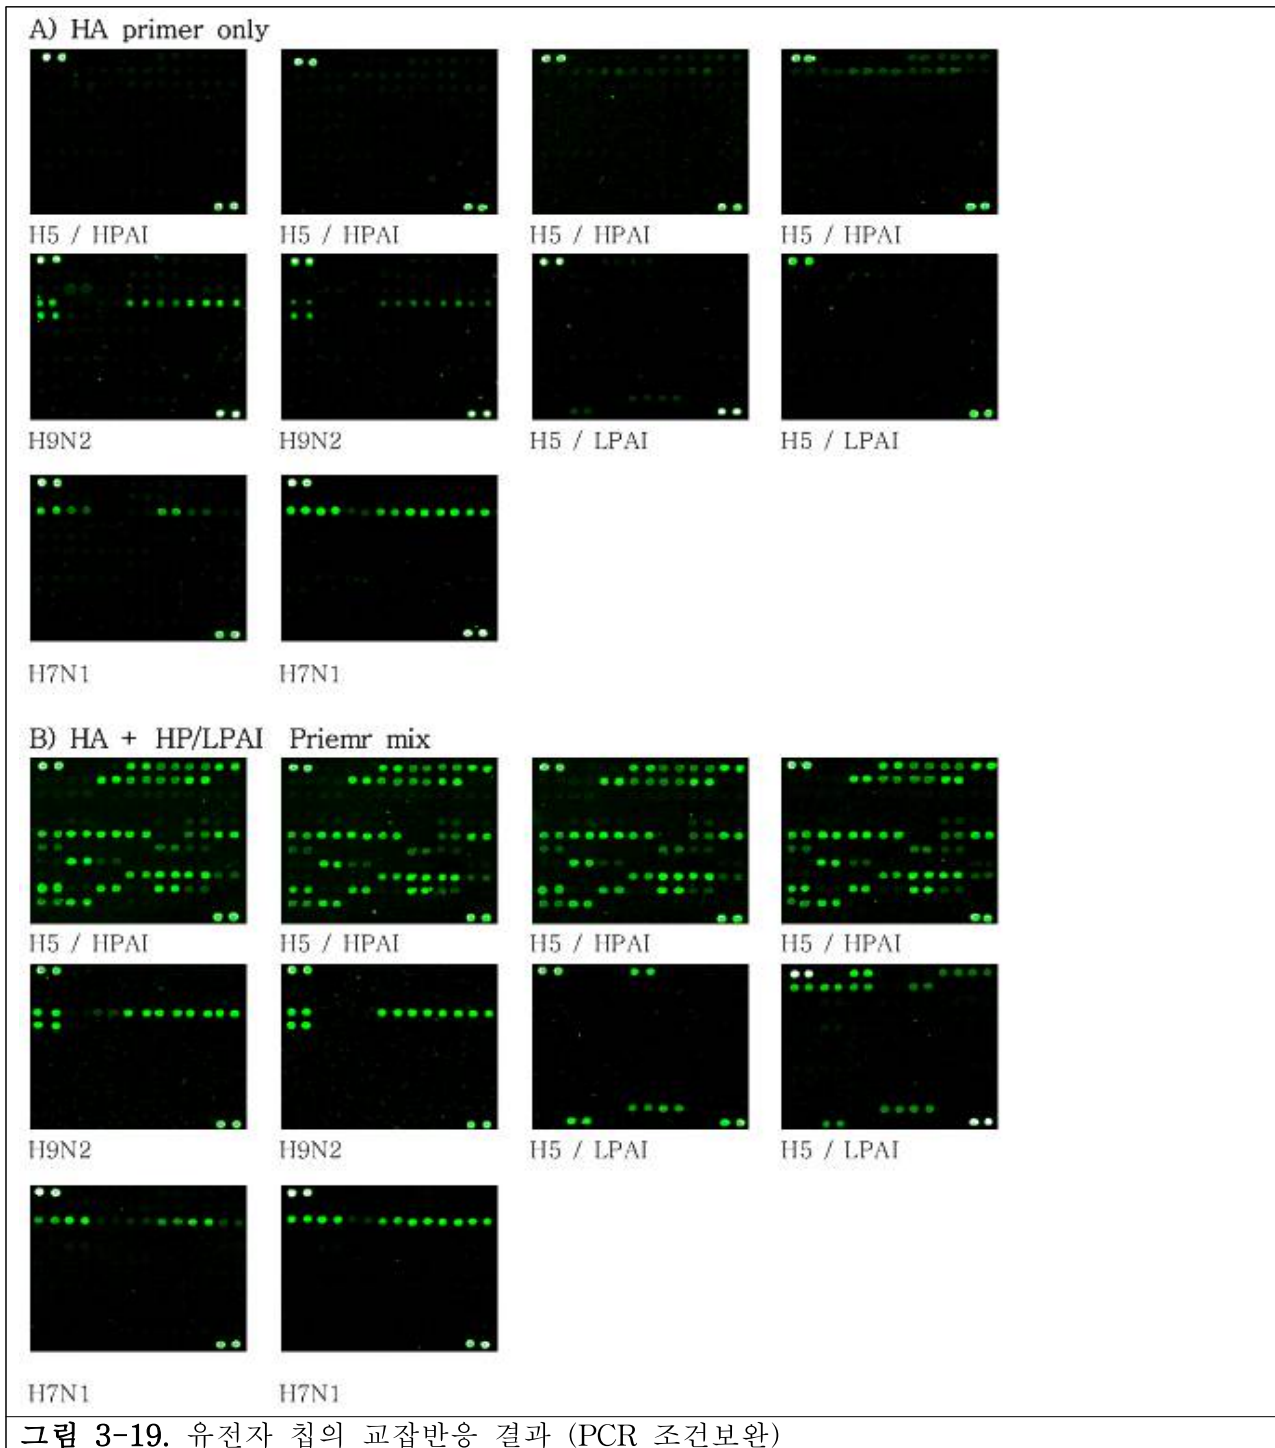 A) HA primer only
H5 / HPAI H5 / HPAI H5 / HPAI H5 / HPAI
H9N2 H9N2 H5 / LPAI H5 / LPAI
H7N1 H7N1
B) HA + HP/LPAI Priemr mix
H5 / HPAI H5 / HPAI H5 / HPAI H5 / HPAI
H9N2 H9N2 H5 / LPAI H5 / LPAI
H7N1 H7N1
그림 3-19. 유전자 칩의 교잡반응 결과 (PCR 조건보완)